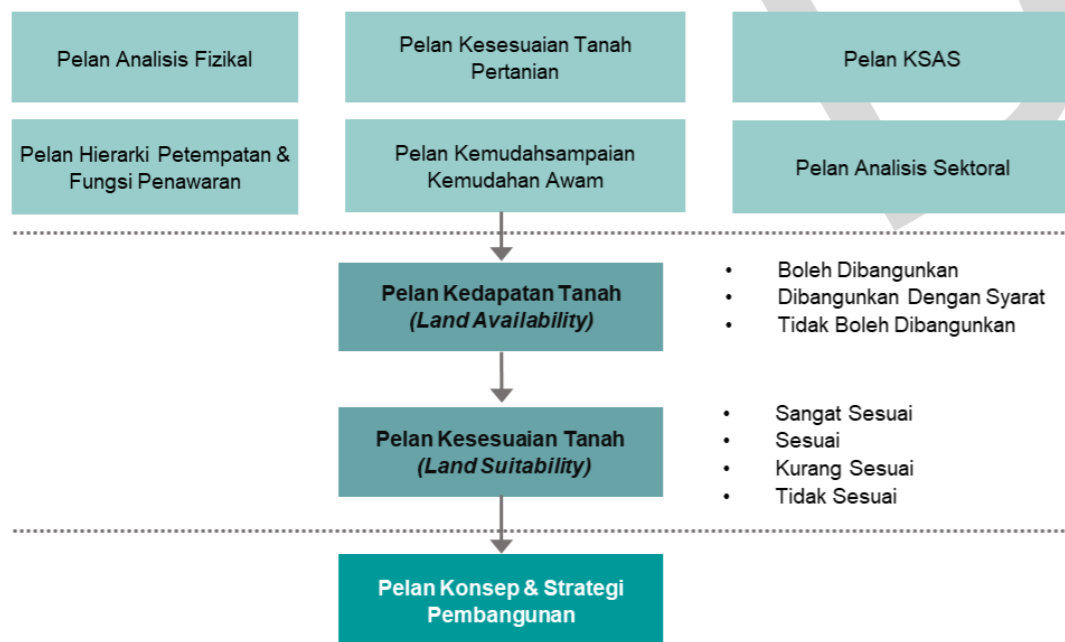 Pelan Analisis Fizikal
Pelan Kesesuaian Tanah
Pertanian
Pelan KSAS
Pelan Hierarki Petempatan &
Fungsi Penawaran
Pelan Kemudahsampaian
Kemudahan Awam
Pelan Analisis Sektoral
Pelan Kedapatan Tanah
(Land Availability)
• Boleh Dibangunkan
• Dibangunkan Dengan Syarat
• Tidak Boleh Dibangunkan
Pelan Kesesuaian Tanah
(Land Suitability)
• Sangat Sesuai
• Sesuai
• Kurang Sesuai
• Tidak Sesuai
Pelan Konsep & Strategi
Pembangunan